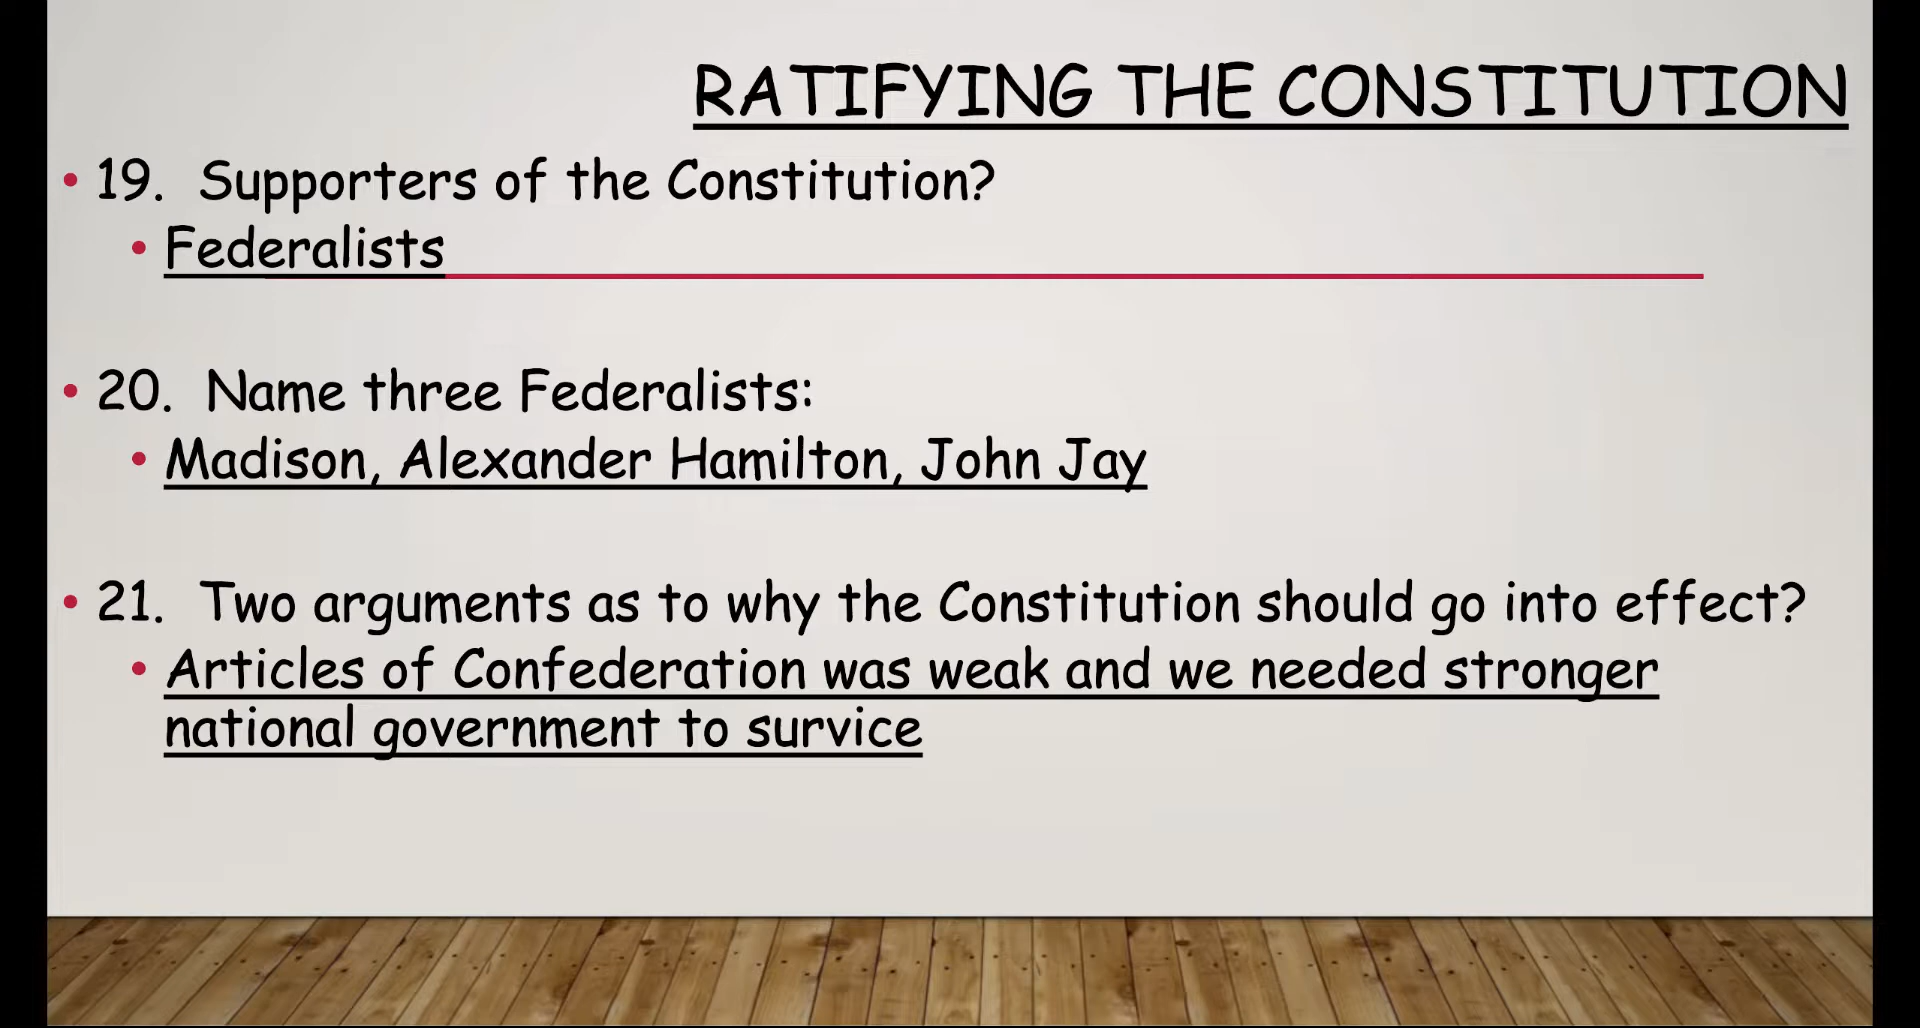 RATIFYING THE CONSTITUTION
• 19. Supporters of the Constitution?
• Federalists
• 20. Name three Federalists:
• Madison, Alexander Hamilton, John Jay
• 21. Two arguments as to why the Constitution should go into effect?
• Articles of Confederation was weak and we needed stronger
national government to survice